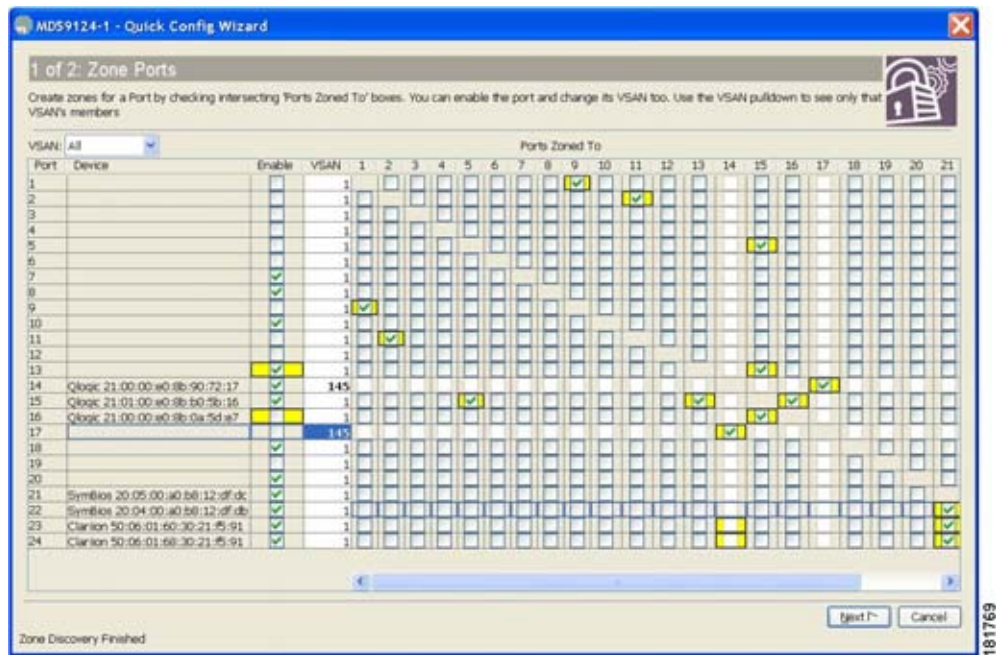 MDS9124-1 - Quick Config Wizard
1 of 2: Zone Ports
Create zones for a Port by checking intersecting 'Ports Zoned To' boxes. You can enable the port and change its VSAN too. Use the VSAN pulldown to see only that
VSAN's members
VSAN: All
Ports Zoned To
Port Device Enable VSAN 1 2 3 4 5 6 7 8 9 10 11 12 13 14 15 16 17 18 19 20 21
1 1
2 1
3 1
4 1
5 1
6 1
7 1
8 1
9 1
10 1
11 1
12 1
13 1
14 Qlogic 21:00:00:e0:8b:90:72:17 145
15 Qlogic 21:01:00:e0:8b:b0:5b:16 1
16 Qlogic 21:00:00:e0:8b:0a:5d:e7 1
17 145
18 1
19 1
20 1
21 SymBios 20:05:00:a0:b8:12:df:dc 1
22 SymBios 20:04:00:a0:b8:12:df:db 1
23 Clariion 50:06:01:60:30:21:f5:91 1
24 Clariion 50:06:01:68:30:21:f5:91 1
Next Cancel
Zone Discovery Finished
181769